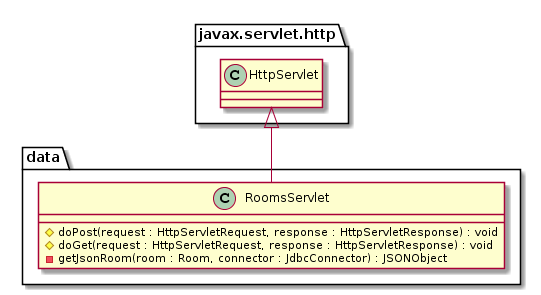 javax.servlet.http
C HttpServlet
data
C RoomsServlet
doPost(request : HttpServletRequest, response : HttpServletResponse) : void
doGet(request : HttpServletRequest, response : HttpServletResponse) : void
getJsonRoom(room : Room, connector : JdbcConnector) : JSONObject